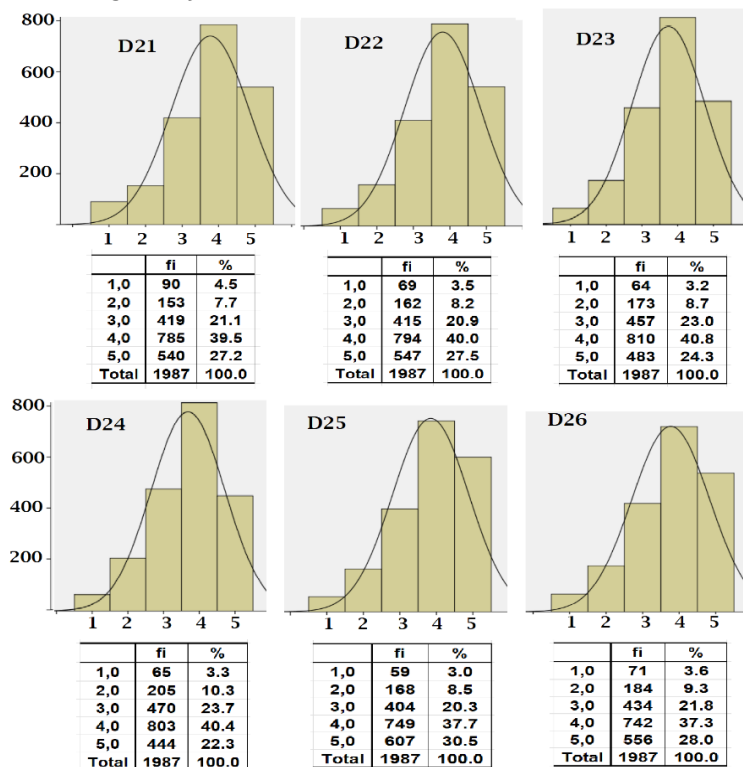 800
600
400
200
D21
D22
D23
1 2 3 4 5
1 2 3 4 5
1 2 3 4 5
fi %
1,0 90 4.5
2,0 153 7.7
3,0 419 21.1
4,0 785 39.5
5,0 540 27.2
Total 1987 100.0
fi %
1,0 69 3.5
2,0 162 8.2
3,0 415 20.9
4,0 794 40.0
5,0 547 27.5
Total 1987 100.0
fi %
1,0 64 3.2
2,0 173 8.7
3,0 457 23.0
4,0 810 40.8
5,0 483 24.3
Total 1987 100.0
800
600
400
200
D24
D25
D26
1 2 3 4 5
1 2 3 4 5
1 2 3 4 5
fi %
1,0 65 3.3
2,0 205 10.3
3,0 470 23.7
4,0 803 40.4
5,0 444 22.3
Total 1987 100.0
fi %
1,0 59 3.0
2,0 168 8.5
3,0 404 20.3
4,0 749 37.7
5,0 607 30.5
Total 1987 100.0
fi %
1,0 71 3.6
2,0 184 9.3
3,0 434 21.8
4,0 742 37.3
5,0 556 28.0
Total 1987 100.0